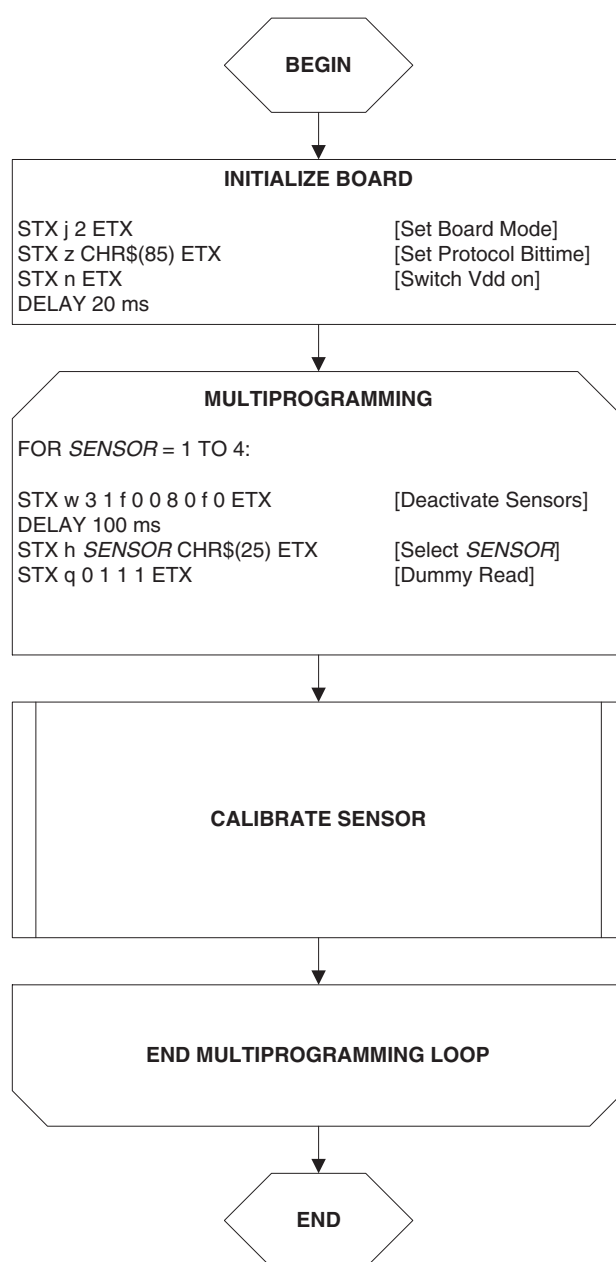 BEGIN
INITIALIZE BOARD
STX j 2 ETX [Set Board Mode]
STX z CHR$(85) ETX [Set Protocol Bittime]
STX n ETX [Switch Vdd on]
DELAY 20 ms
MULTIPROGRAMMING
FOR SENSOR = 1 TO 4:
STX w 3 1 f 0 0 8 0 f 0 ETX [Deactivate Sensors]
DELAY 100 ms
STX h SENSOR CHR$(25) ETX [Select SENSOR]
STX q 0 1 1 1 ETX [Dummy Read]
CALIBRATE SENSOR
END MULTIPROGRAMMING LOOP
END